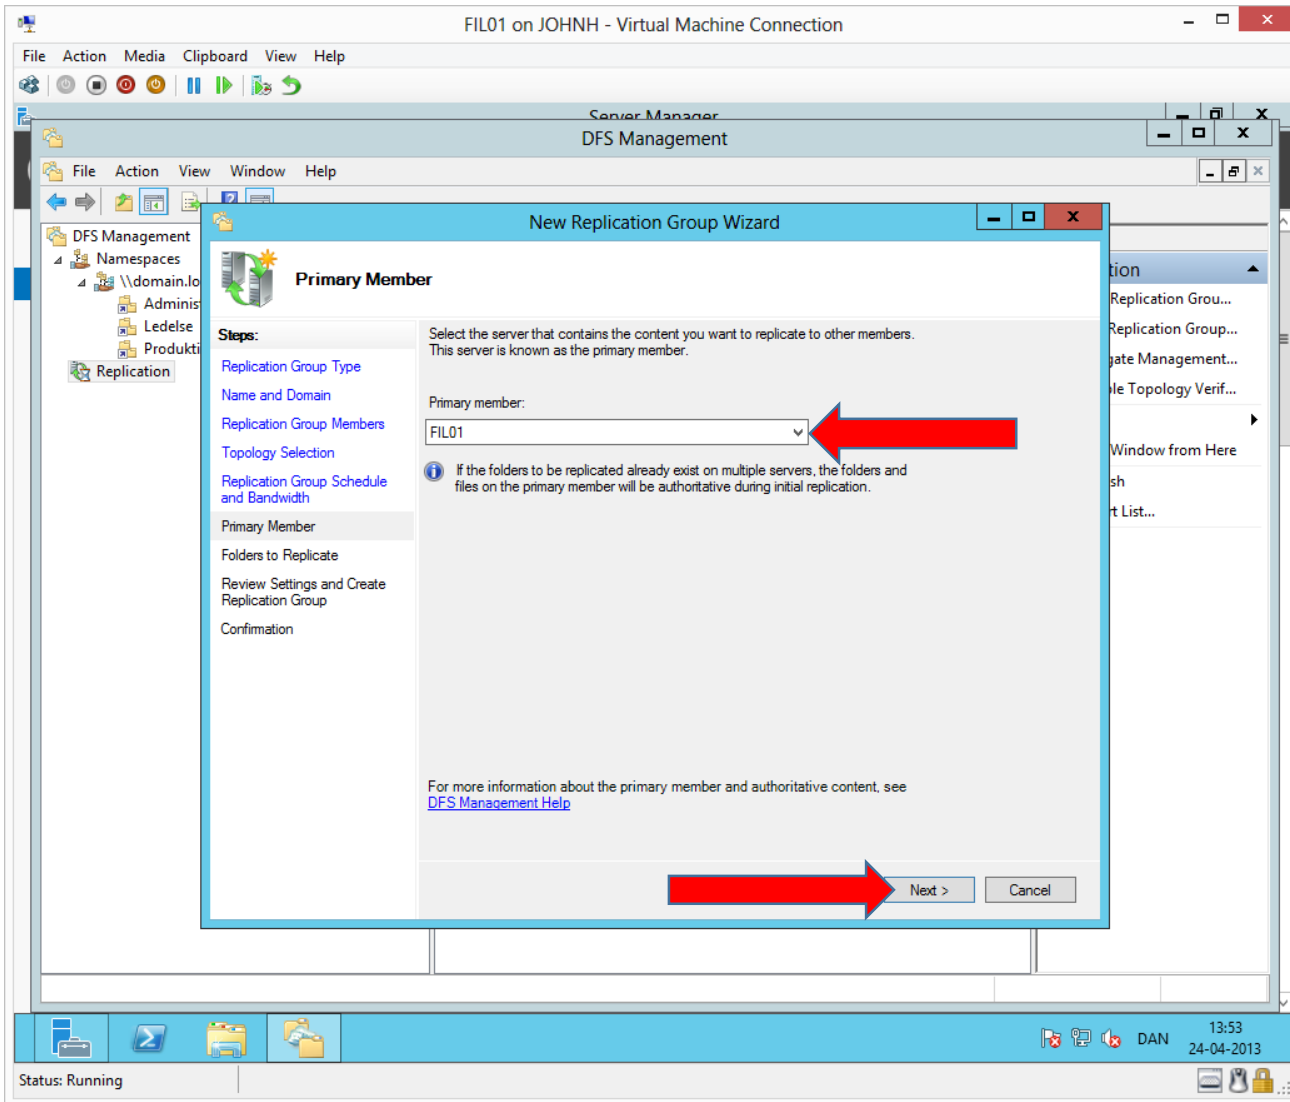 FIL01 on JOHNH - Virtual Machine Connection
File Action Media Clipboard View Help
Server Manager
DFS Management
File Action View Window Help
New Replication Group Wizard
DFS Management
Namespaces
\\domain.lo
Adminis
Ledelse
Produkti
Replication
Primary Member
Steps:
Replication Group Type
Name and Domain
Replication Group Members
Topology Selection
Replication Group Schedule
and Bandwidth
Primary Member
Folders to Replicate
Review Settings and Create
Replication Group
Confirmation
Select the server that contains the content you want to replicate to other members.
This server is known as the primary member.
Primary member:
FIL01
If the folders to be replicated already exist on multiple servers, the folders and
files on the primary member will be authoritative during initial replication.
For more information about the primary member and authoritative content, see
DFS Management Help
Next >
Cancel
tion
Replication Grou...
Replication Group...
gate Management...
le Topology Verif...
Window from Here
sh
rt List...
DAN
13:53
24-04-2013
Status: Running